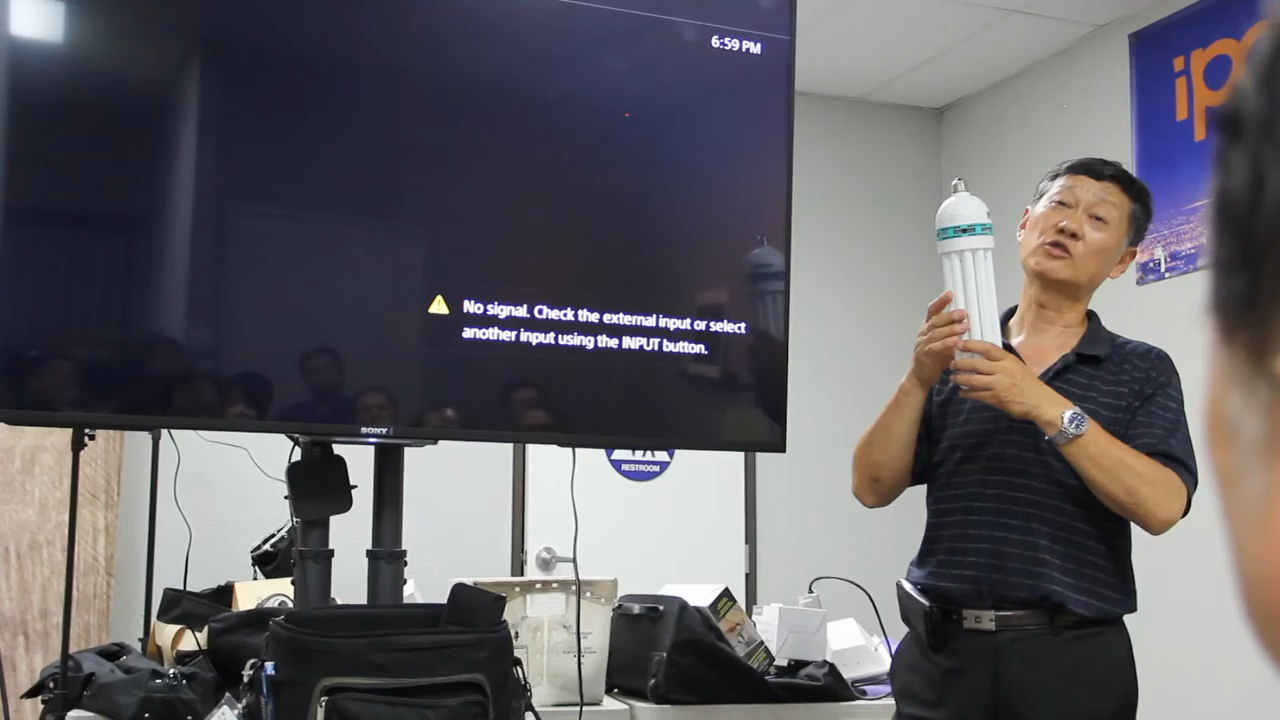 6:59 PM
No signal. Check the external input or select
another input using the INPUT button.
SONY
RESTROOM